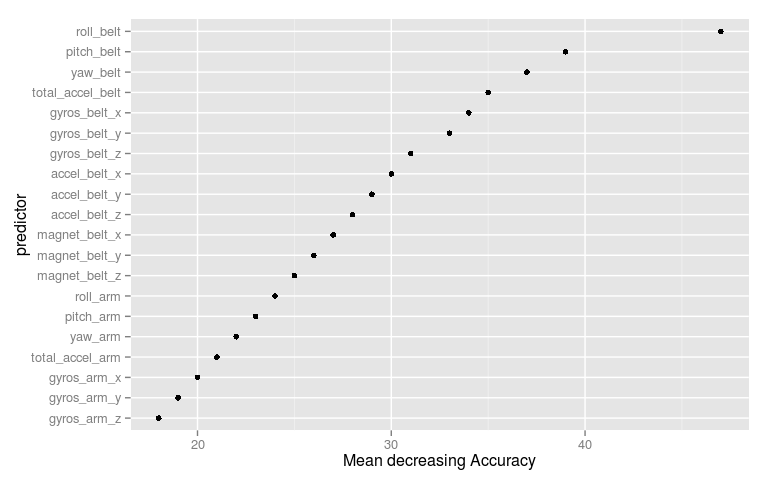 roll_belt
pitch_belt
yaw_belt
total_accel_belt
gyros_belt_x
gyros_belt_y
gyros_belt_z
accel_belt_x
accel_belt_y
accel_belt_z
magnet_belt_x
magnet_belt_y
magnet_belt_z
roll_arm
pitch_arm
yaw_arm
total_accel_arm
gyros_arm_x
gyros_arm_y
gyros_arm_z
predictor
20 30 40
Mean decreasing Accuracy